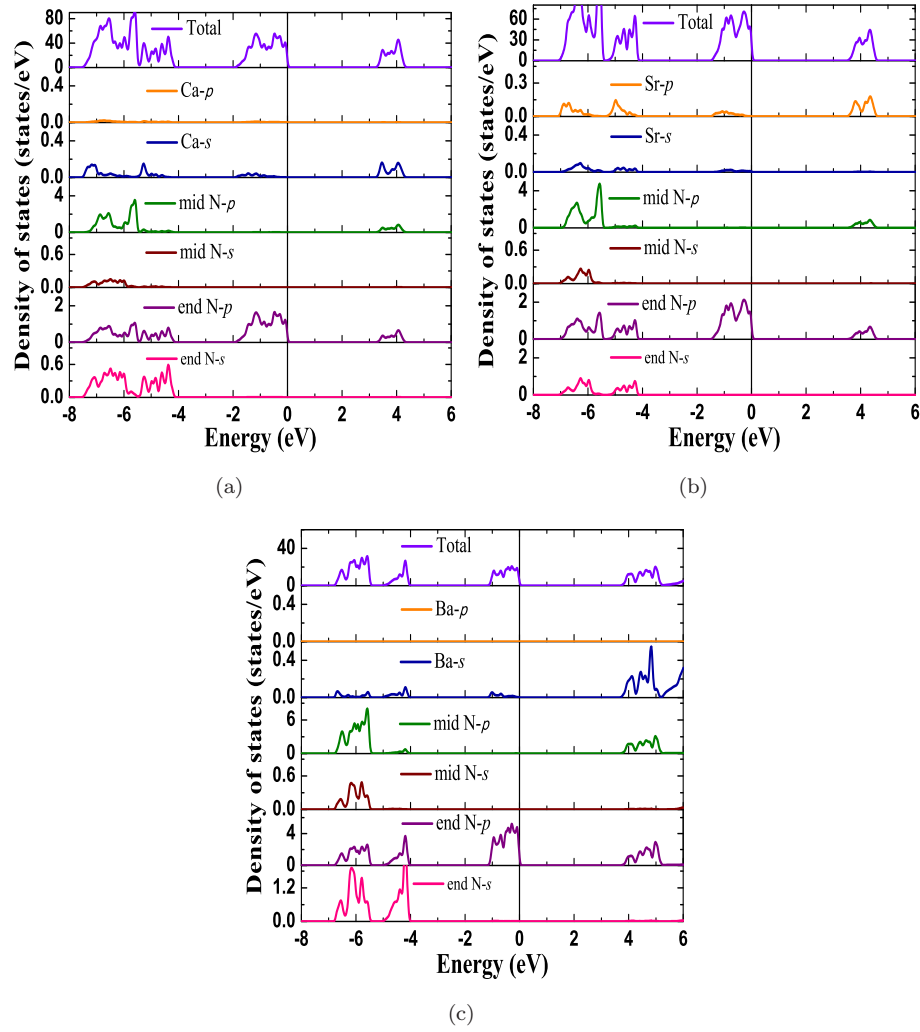 Density of states (states/eV)
80
60
40
20
0
Total
0.4
0.0
Ca-p
0.4
0.0
Ca-s
4
2
0
mid N-p
0.6
0.0
mid N-s
2
0
end N-p
0.6
0.0
end N-s
-8 -6 -4 -2 0 2 4 6
Energy (eV)
(a)
Density of states (states/eV)
60
30
0
Total
0.3
0.0
Sr-p
0.4
0.0
Sr-s
4
2
0
mid N-p
0.6
0.0
mid N-s
2
0
end N-p
2
0
end N-s
-8 -6 -4 -2 0 2 4 6
Energy (eV)
(b)
Density of states (states/eV)
40
0
Total
0.4
0.0
Ba-p
0.4
0.0
Ba-s
6
3
0
mid N-p
0.6
0.0
mid N-s
4
2
0
end N-p
1.2
0.0
end N-s
-8 -6 -4 -2 0 2 4 6
Energy (eV)
(c)